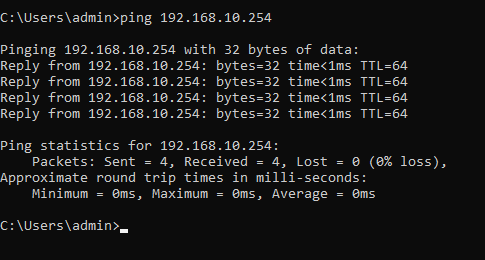 C:\Users\admin>ping 192.168.10.254
Pinging 192.168.10.254 with 32 bytes of data:
Reply from 192.168.10.254: bytes=32 time<1ms TTL=64
Reply from 192.168.10.254: bytes=32 time<1ms TTL=64
Reply from 192.168.10.254: bytes=32 time<1ms TTL=64
Reply from 192.168.10.254: bytes=32 time<1ms TTL=64
Ping statistics for 192.168.10.254:
Packets: Sent = 4, Received = 4, Lost = 0 (0% loss),
Approximate round trip times in milli-seconds:
Minimum = 0ms, Maximum = 0ms, Average = 0ms
C:\Users\admin>